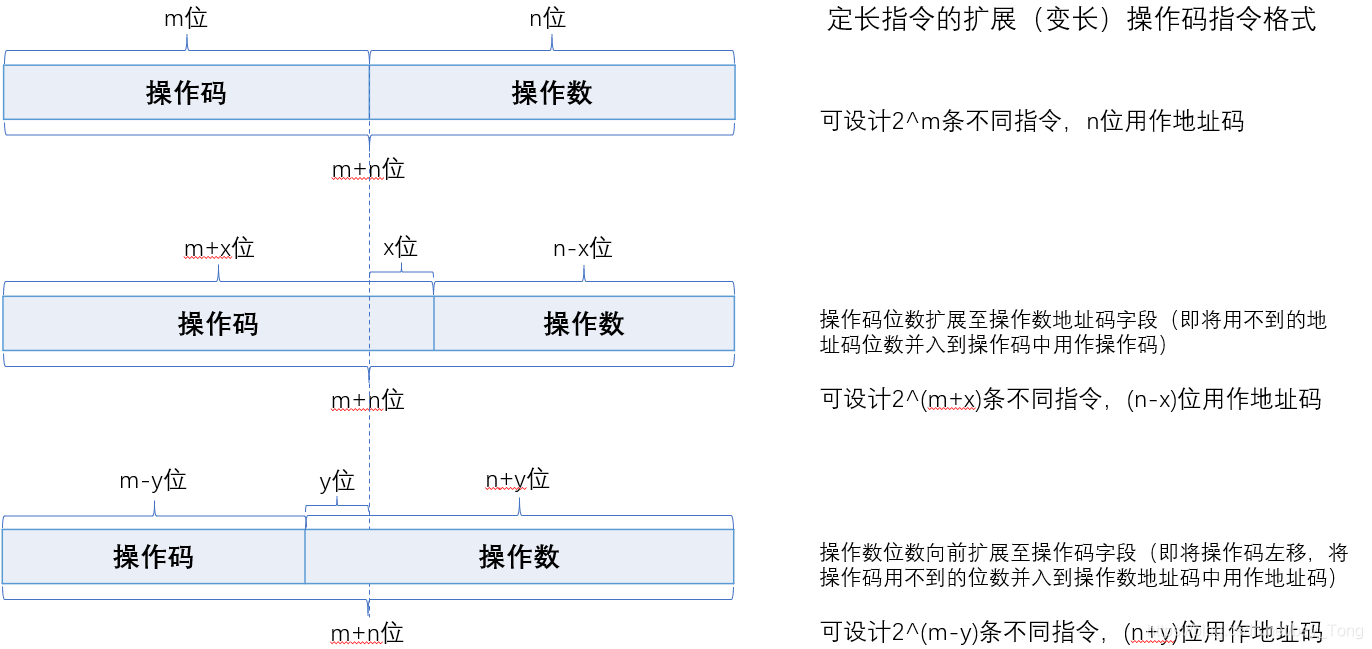 m位
n位
定长指令的扩展（变长）操作码指令格式
操作码
操作数
可设计2^m条不同指令，n位用作地址码
m+n位
m+x位
x位
n-x位
操作码
操作数
操作码位数扩展至操作数地址码字段（即将用不到的地
址码位数并入到操作码中用作操作码）
m+n位
可设计2^(m+x)条不同指令，(n-x)位用作地址码
m-y位
y位
n+y位
操作码
操作数
操作数位数向前扩展至操作码字段（即将操作码左移，将
操作码用不到的位数并入到操作数地址码中用作地址码）
m+n位
可设计2^(m-y)条不同指令，(n+y)位用作地址码